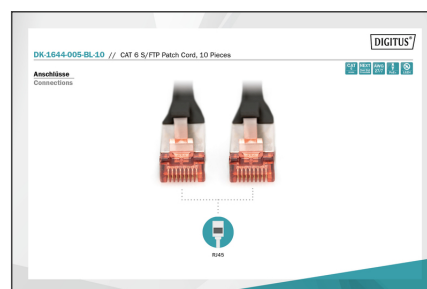 DIGITUS®
DK-1644-005-BL-10 // CAT 6 S/FTP Patch Cord, 10 Pieces
Anschlüsse
Connections
RJ45